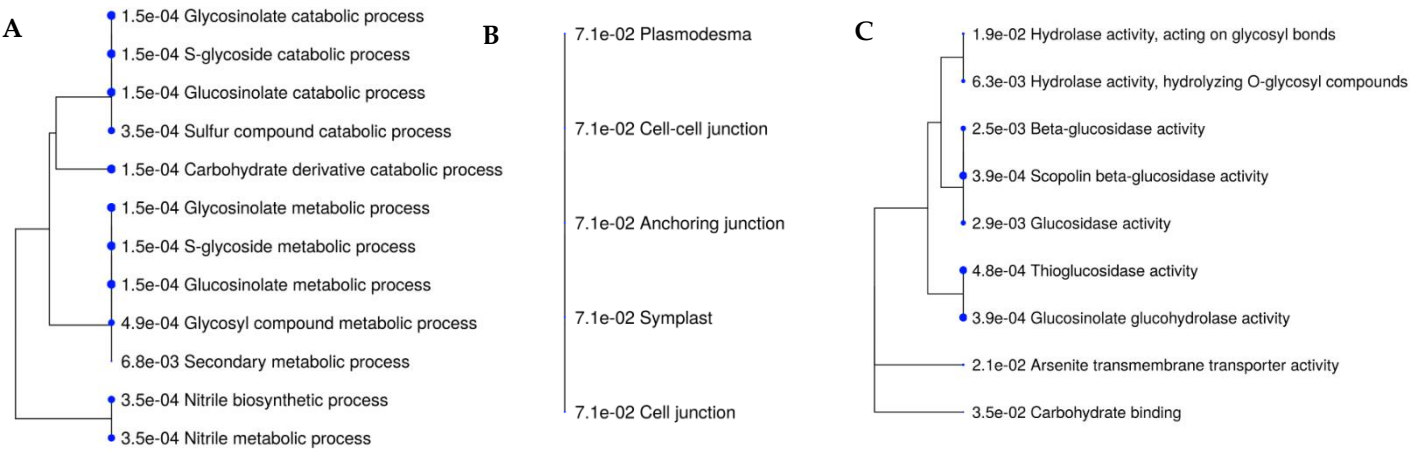 A
1.5e-04 Glycosinolate catabolic process
1.5e-04 S-glycoside catabolic process
1.5e-04 Glucosinolate catabolic process
3.5e-04 Sulfur compound catabolic process
1.5e-04 Carbohydrate derivative catabolic process
1.5e-04 Glycosinolate metabolic process
1.5e-04 S-glycoside metabolic process
1.5e-04 Glucosinolate metabolic process
4.9e-04 Glycosyl compound metabolic process
6.8e-03 Secondary metabolic process
3.5e-04 Nitrile biosynthetic process
3.5e-04 Nitrile metabolic process
B
7.1e-02 Plasmodesma
7.1e-02 Cell-cell junction
7.1e-02 Anchoring junction
7.1e-02 Symplast
7.1e-02 Cell junction
C
1.9e-02 Hydrolase activity, acting on glycosyl bonds
6.3e-03 Hydrolase activity, hydrolyzing O-glycosyl compounds
2.5e-03 Beta-glucosidase activity
3.9e-04 Scopolin beta-glucosidase activity
2.9e-03 Glucosidase activity
4.8e-04 Thioglucosidase activity
3.9e-04 Glucosinolate glucohydrolase activity
2.1e-02 Arsenite transmembrane transporter activity
3.5e-02 Carbohydrate binding